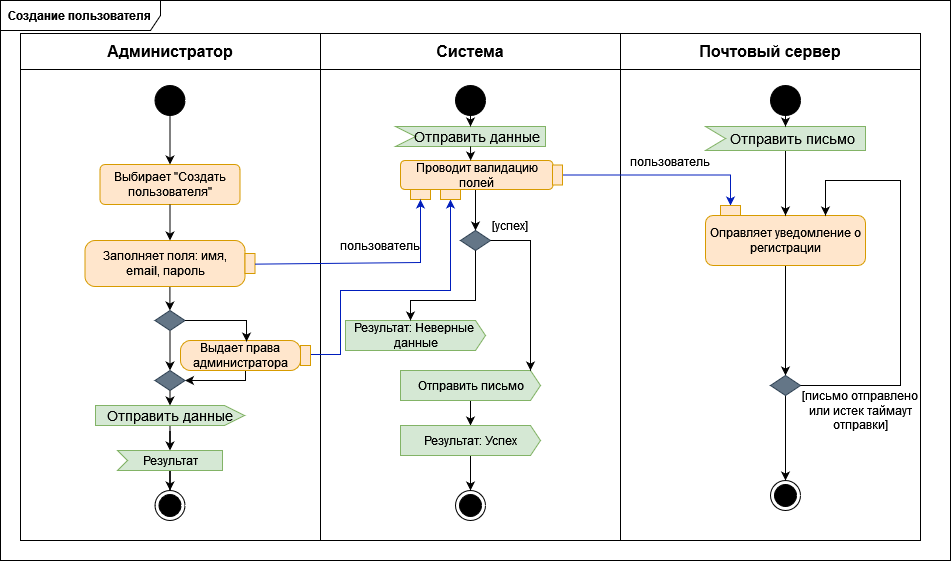 Создание пользователя
Администратор
Система
Почтовый сервер
Выбирает "Создать
пользователя"
Заполняет поля: имя,
email, пароль
Выдает права
администратора
Отправить данные
Результат
пользователь
Отправить данные
Проводит валидацию
полей
[успех]
Результат: Неверные
данные
Отправить письмо
Результат: Успех
пользователь
Отправить письмо
Оправляет уведомление о
регистрации
[письмо отправлено
или истек таймаут
отправки]